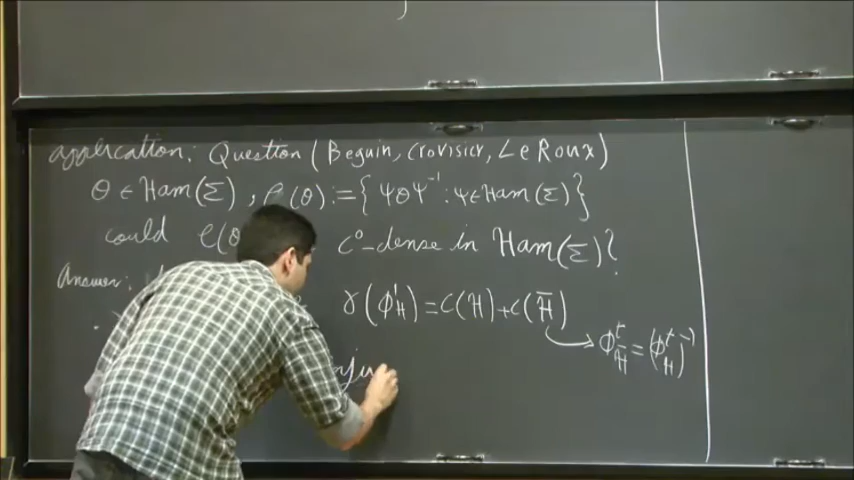 application: Question (Beguin, Crovisier, Le Roux)
θ ∈ Ham(Σ), ℓ(θ) := { ΨθΨ⁻¹ : Ψ ∈ Ham(Σ) }
could ℓ( C⁰-dense in Ham(Σ)?
Answer:
γ(ϕ¹_H) = C(H) + C(H̄)
ϕᵗ_H̄ = (ϕᵗ_H)⁻¹